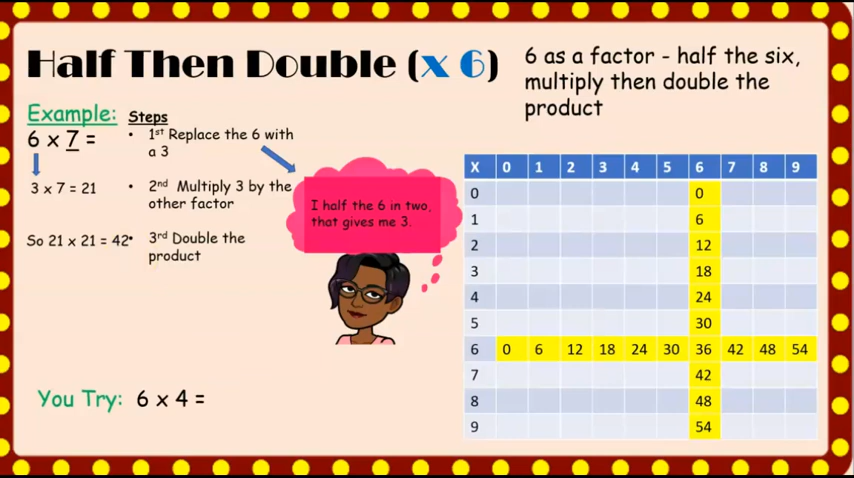 Half Then Double (x 6)
6 as a factor - half the six,
multiply then double the
product
Example:
6 x 7 =
3 x 7 = 21
So 21 x 21 = 42
Steps
• 1st Replace the 6 with
a 3
• 2nd Multiply 3 by the
other factor
• 3rd Double the
product
I half the 6 in two,
that gives me 3.
X 0 1 2 3 4 5 6 7 8 9
0 0
1 6
2 12
3 18
4 24
5 30
6 0 6 12 18 24 30 36 42 48 54
7 42
8 48
9 54
You Try: 6 x 4 =